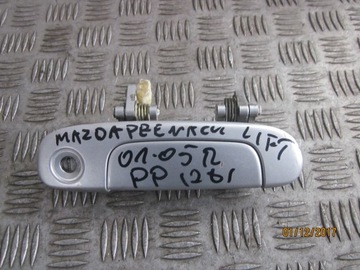 MAZDA PREMACY LIFT
01-05R
PP 1261
01/12/2017